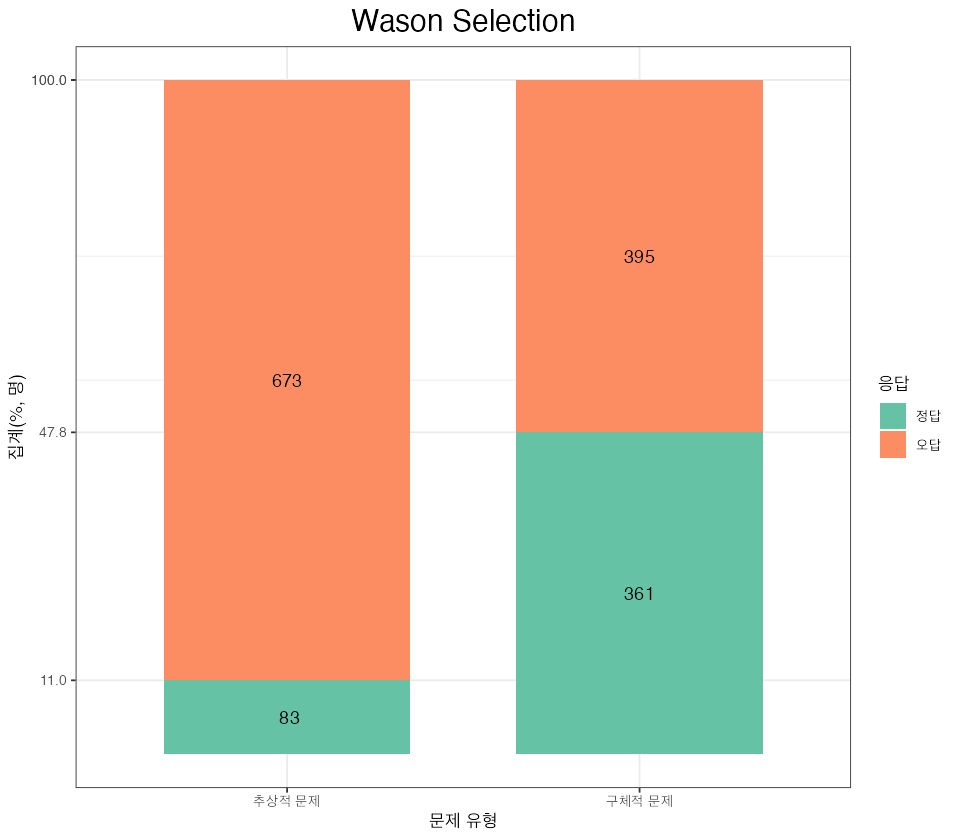 Wason Selection
집계(%, 명)
100.0
47.8
11.0
673
83
395
361
추상적 문제
구체적 문제
문제 유형
응답
정답
오답